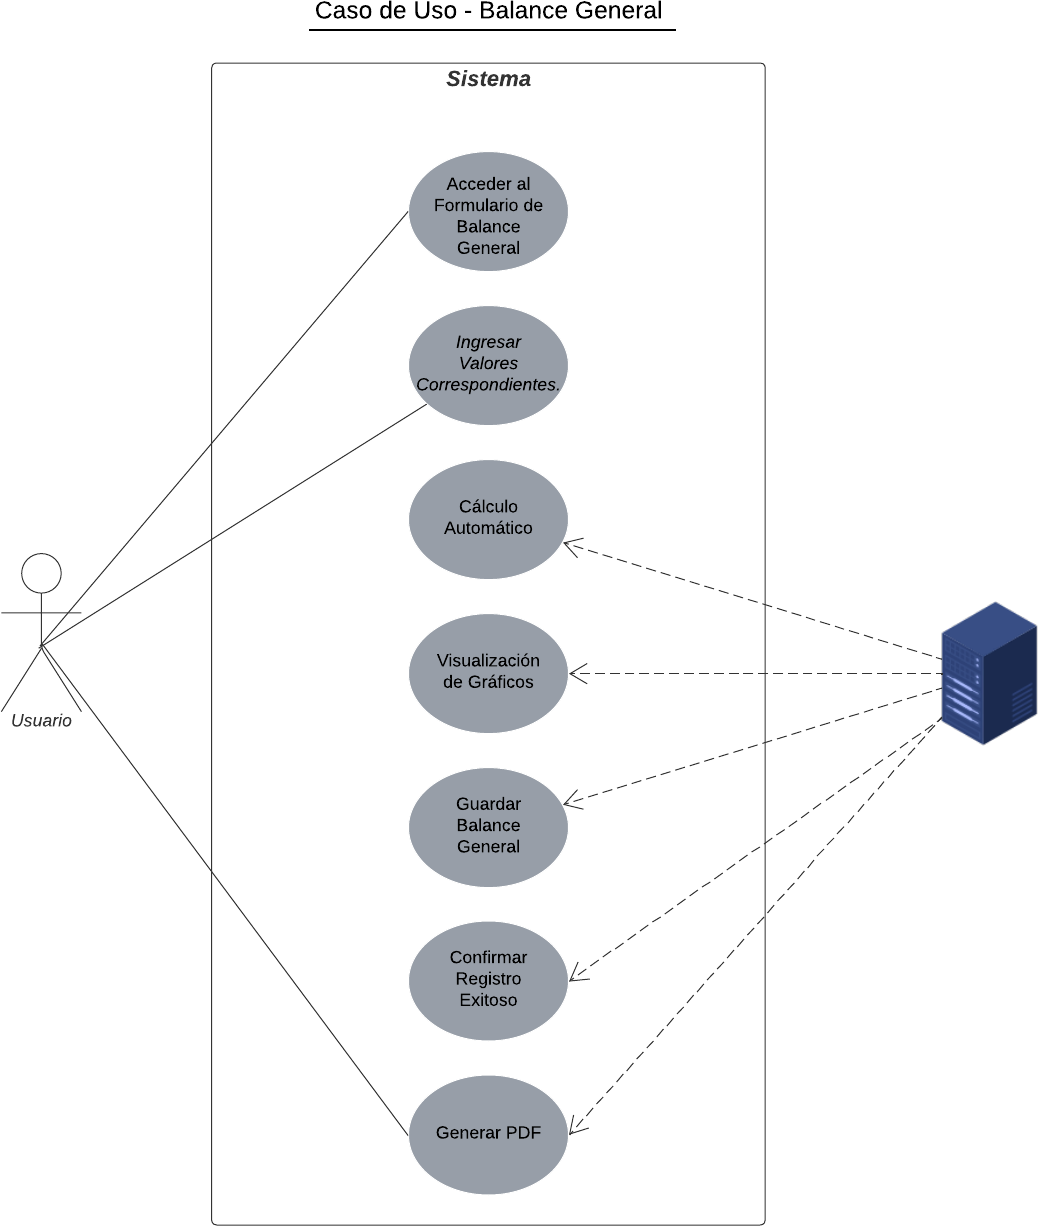 Caso de Uso - Balance General
Sistema
Acceder al
Formulario de
Balance
General
Ingresar
Valores
Correspondientes.
Cálculo
Automático
Visualización
de Gráficos
Usuario
Guardar
Balance
General
Confirmar
Registro
Exitoso
Generar PDF